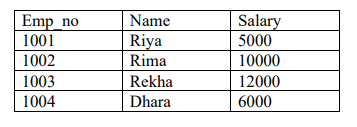 Emp_no Name Salary
1001 Riya 5000
1002 Rima 10000
1003 Rekha 12000
1004 Dhara 6000